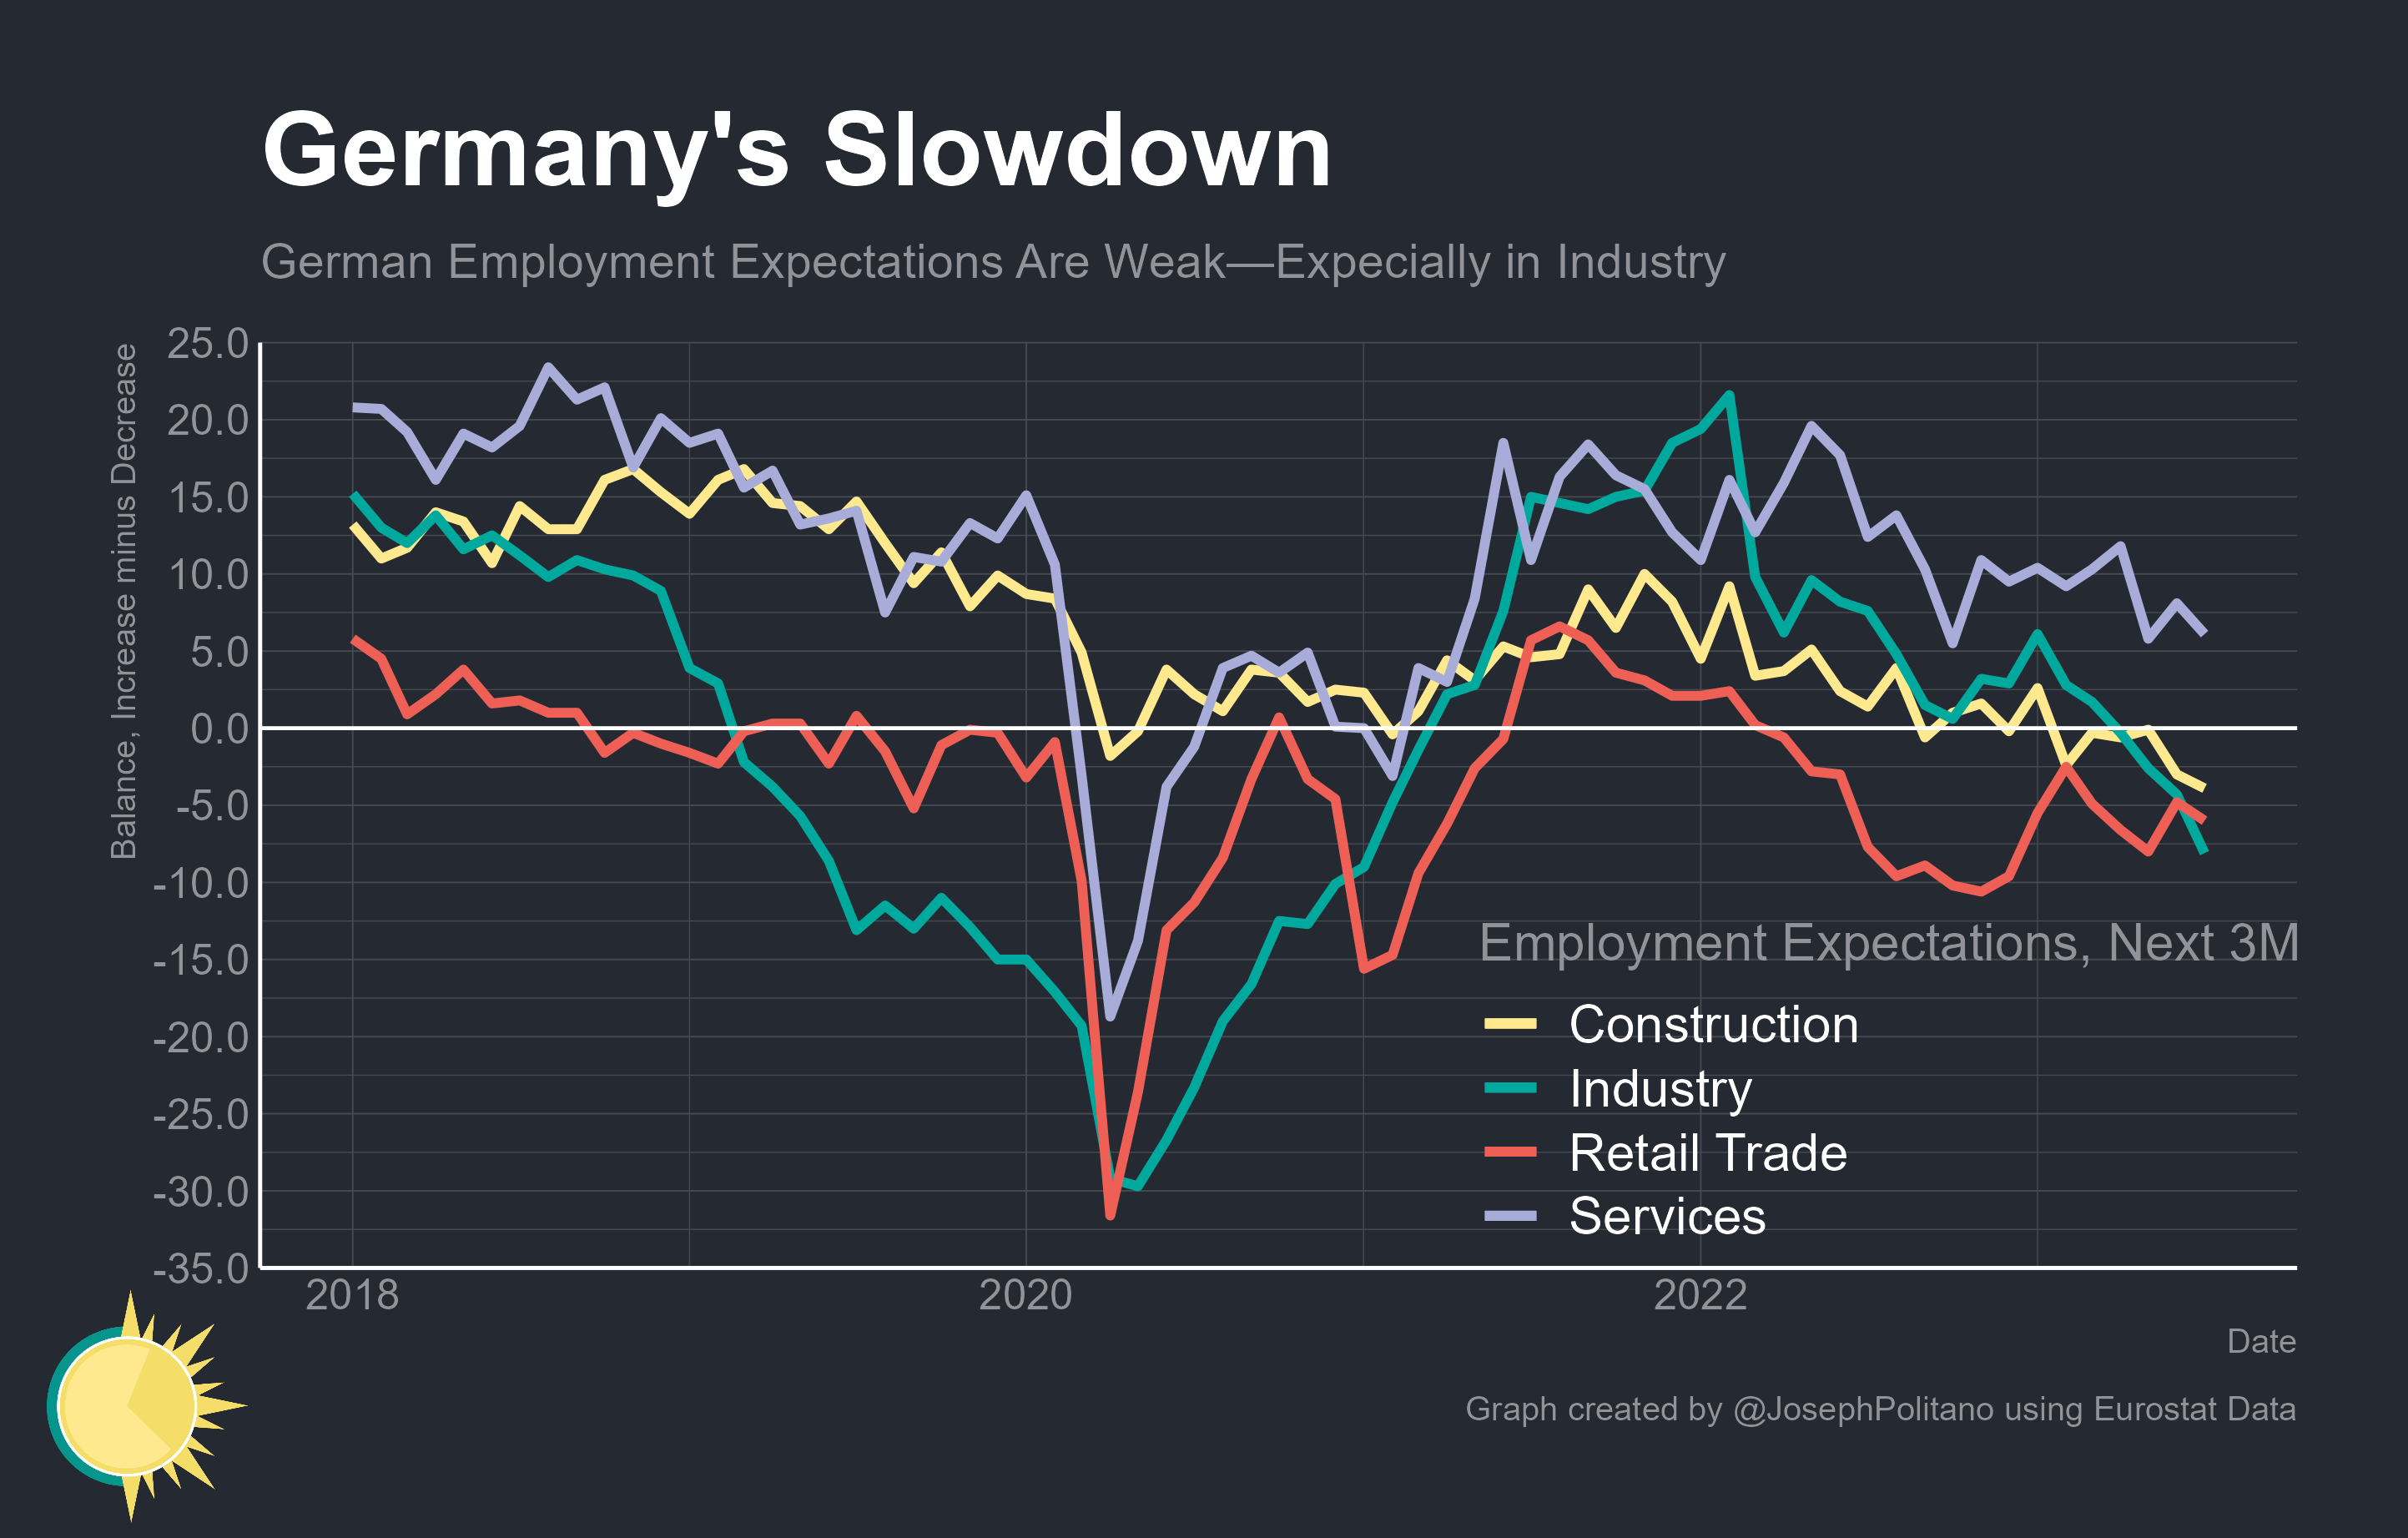 Germany's Slowdown
German Employment Expectations Are Weak—Expecially in Industry
Balance, Increase minus Decrease
25.0
20.0
15.0
10.0
5.0
0.0
-5.0
-10.0
-15.0
-20.0
-25.0
-30.0
-35.0
Employment Expectations, Next 3M
Construction
Industry
Retail Trade
Services
2018
2020
2022
Date
Graph created by @JosephPolitano using Eurostat Data